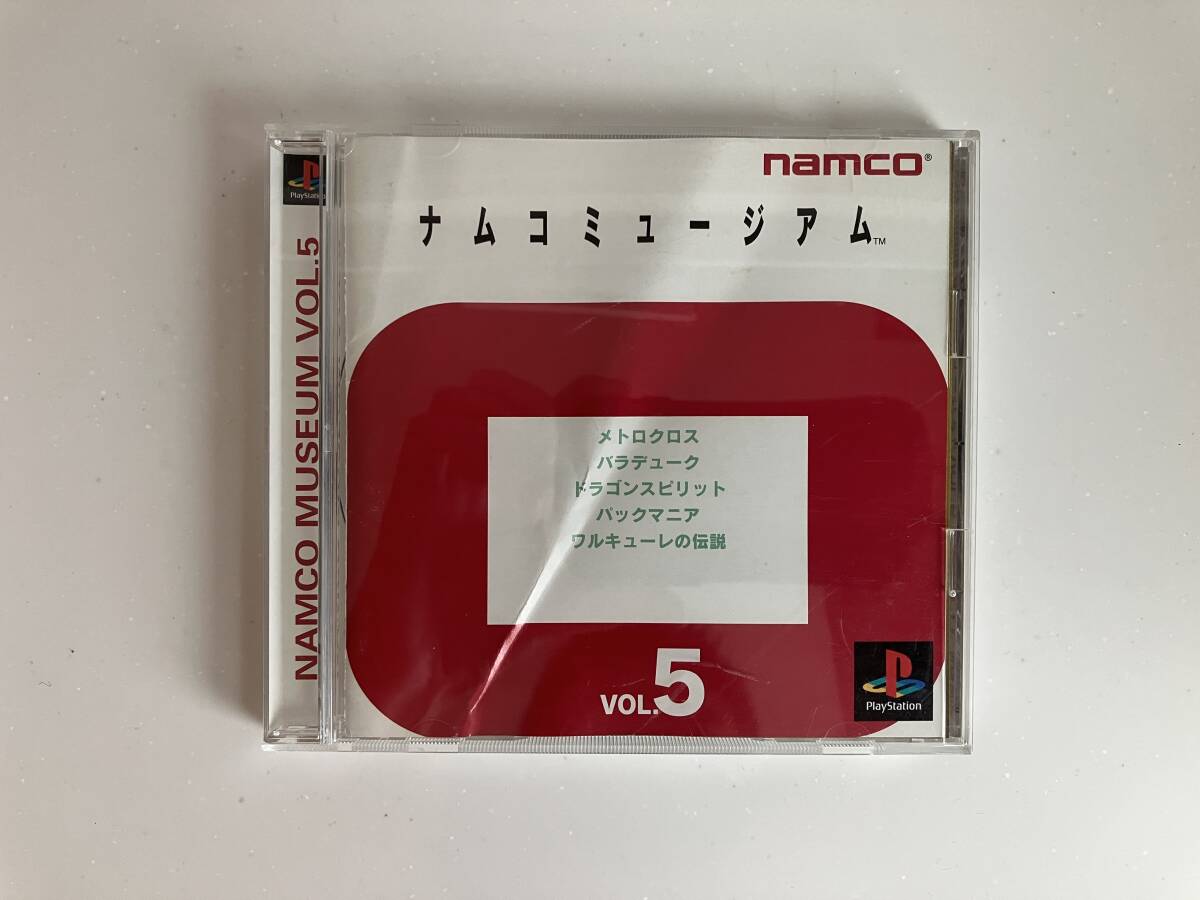 PlayStation
NAMCO MUSEUM VOL.5
namco®
ナムコミュージアム™
メトロクロス
バラデューク
ドラゴンスピリット
パックマニア
ワルキューレの伝説
VOL.5
PlayStation